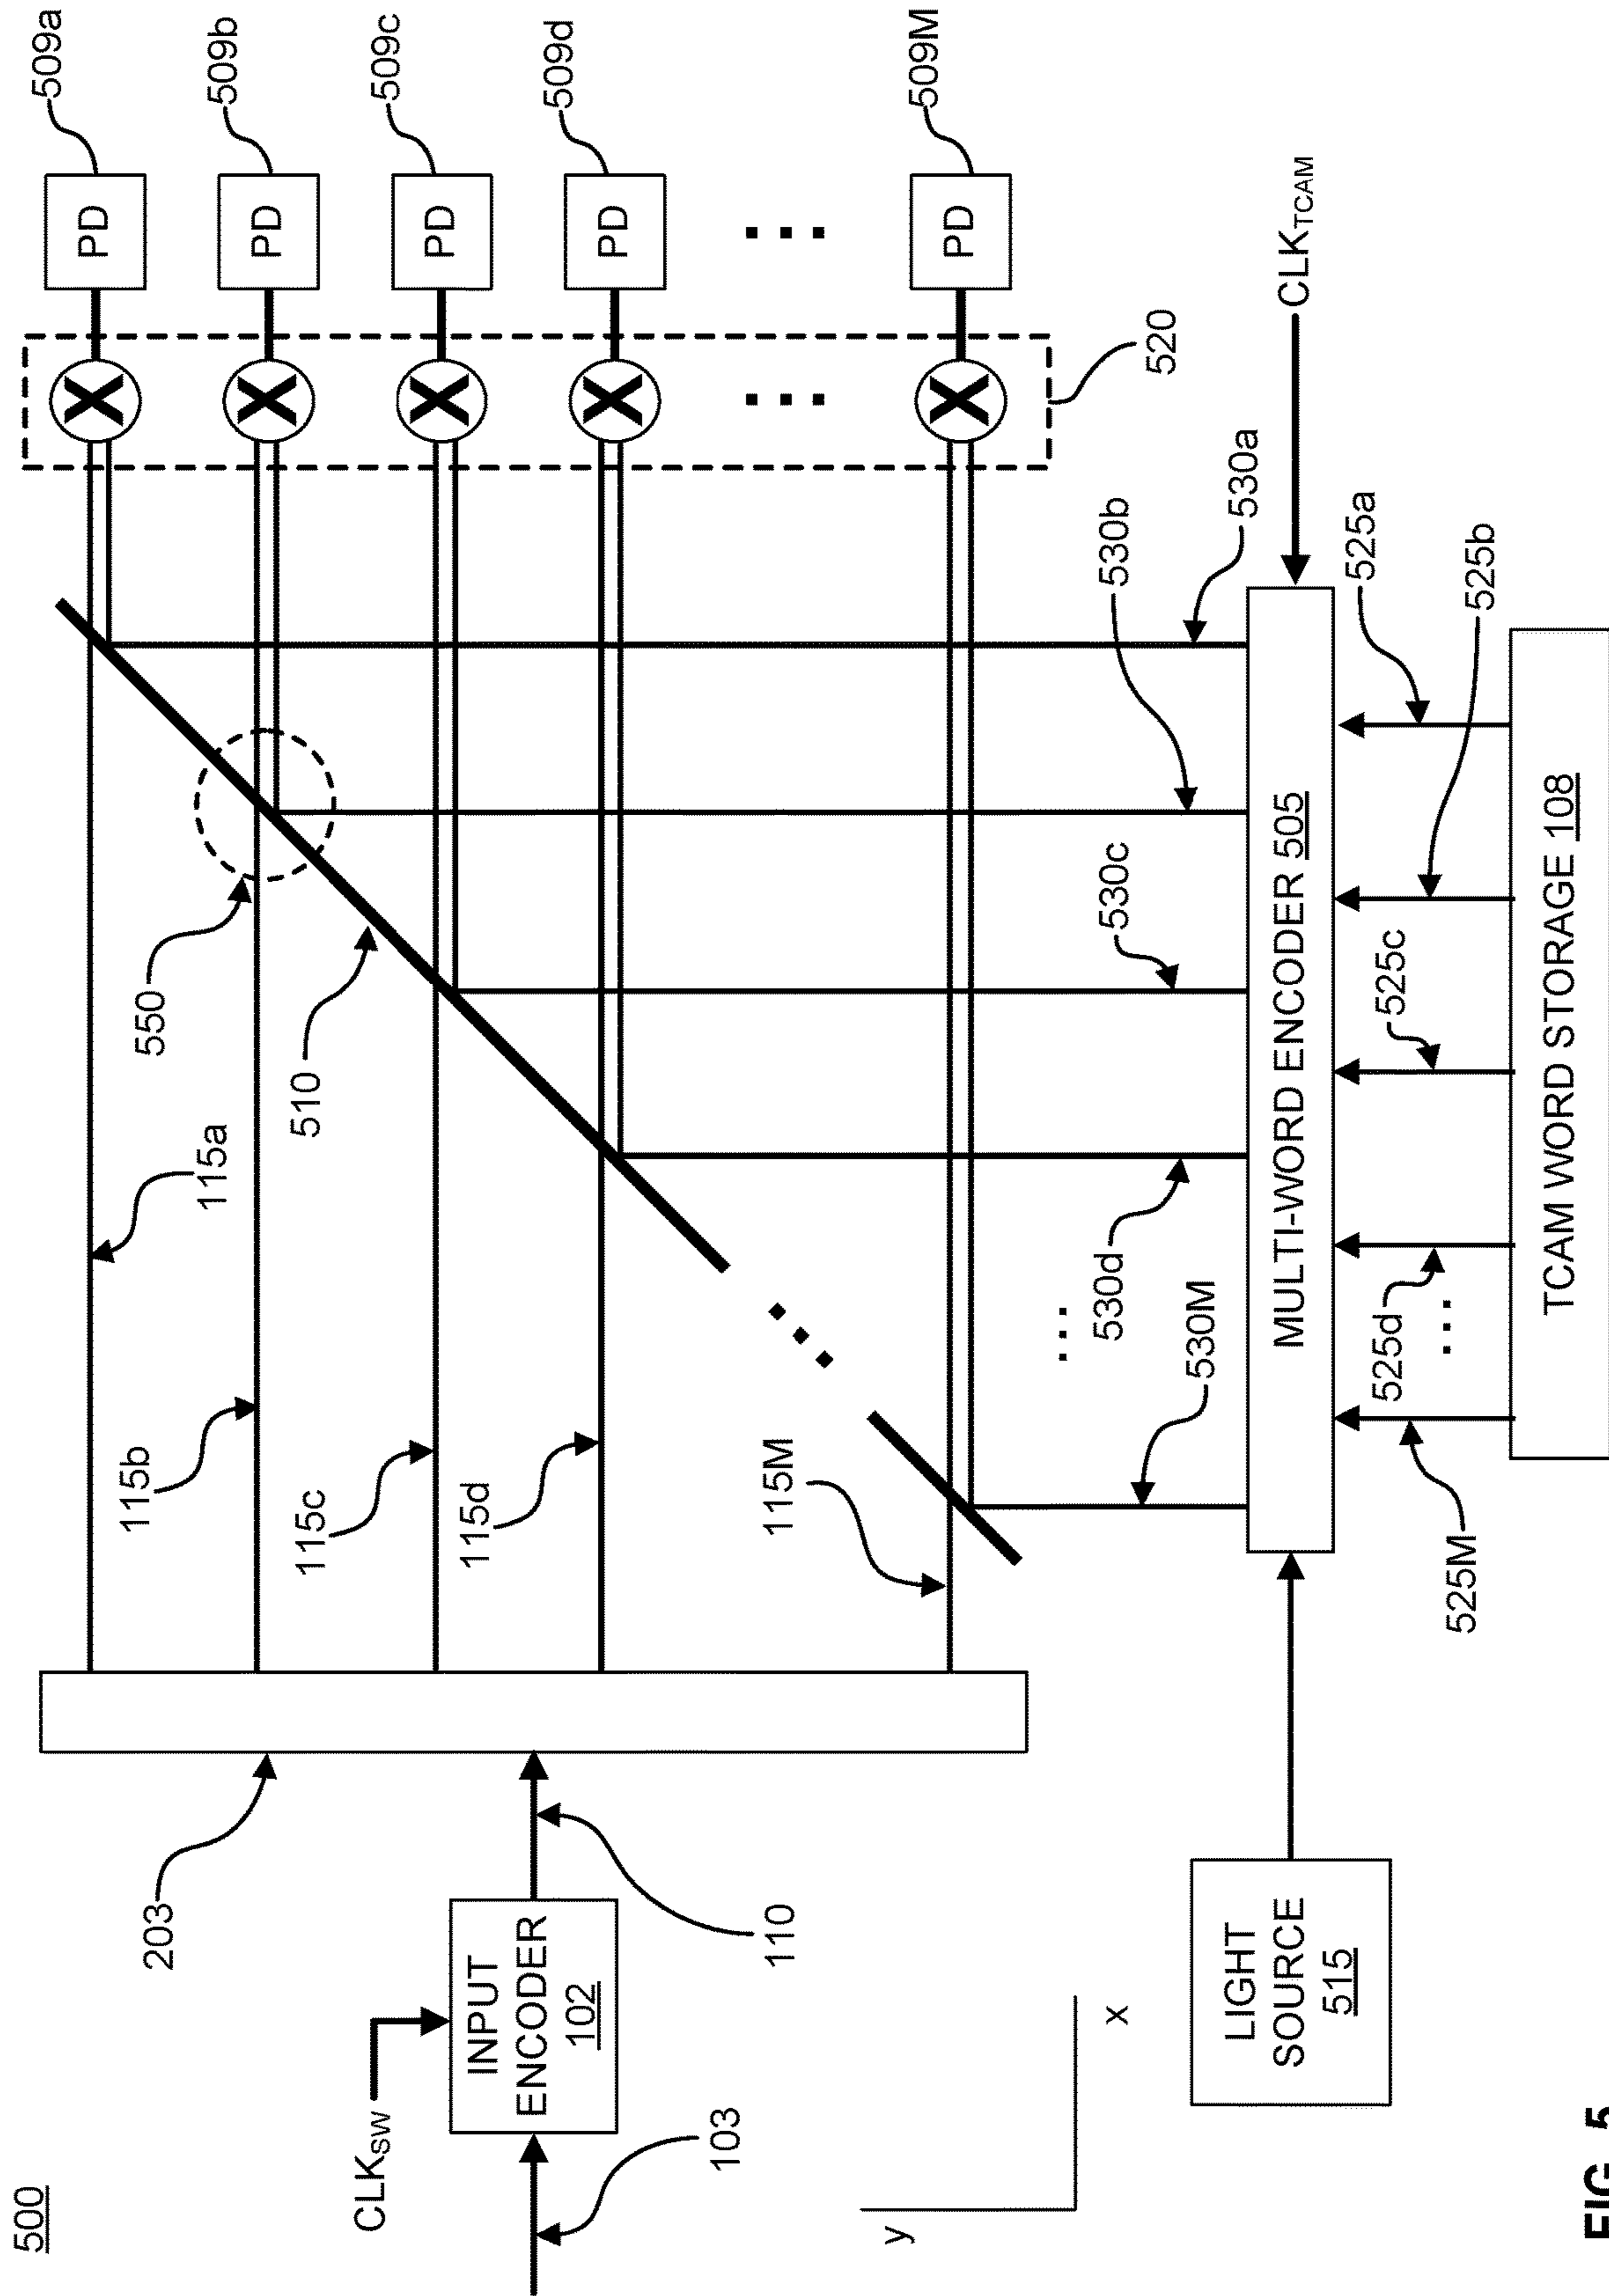 500
CLK_SW
103
INPUT
ENCODER
102
110
203
115a
115b
115c
115d
115M
550
510
509a
509b
509c
509d
509M
PD
PD
PD
PD
...
PD
X
X
X
X
...
X
520
530a
530b
530c
530d
...
530M
CLK_TCAM
MULTI-WORD ENCODER 505
525a
525b
525c
525d
...
525M
TCAM WORD STORAGE 108
LIGHT
SOURCE
515
y
x
FIG. 5